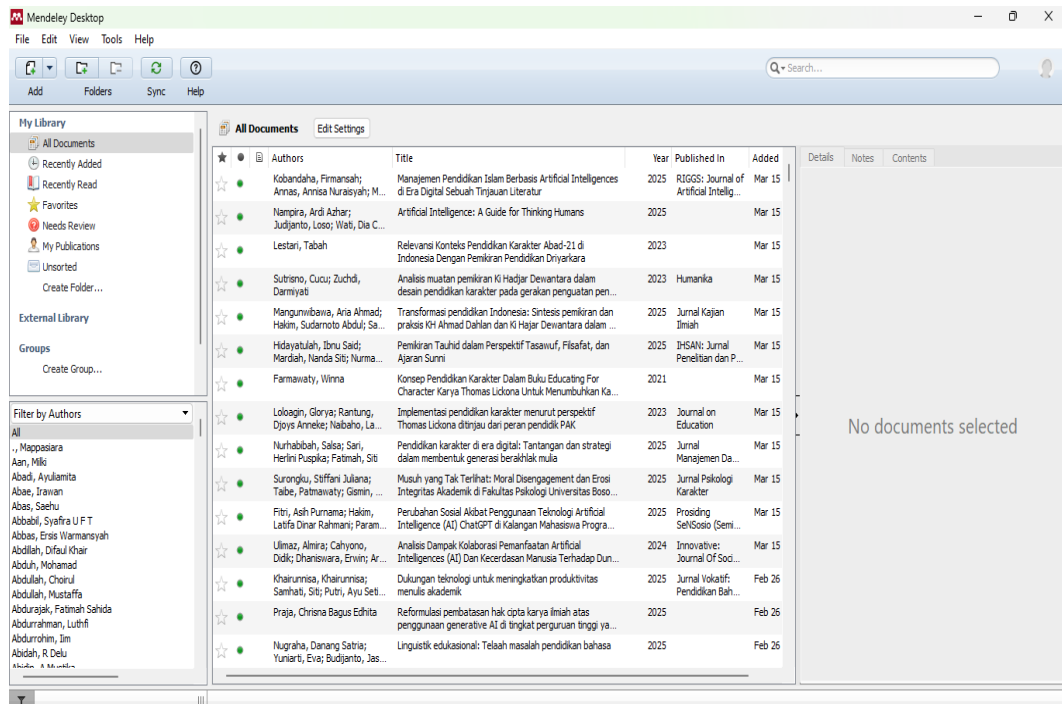 Mendeley Desktop
File Edit View Tools Help
Search...
Add Folders Sync Help
My Library
All Documents
Recently Added
Recently Read
Favorites
Needs Review
My Publications
Unsorted
Create Folder...
External Library
Groups
Create Group...
Filter by Authors
All
., Mappasiara
Aan, Milki
Abadi, Ayuliamita
Abae, Irawan
Abas, Saehu
Abbabil, Syafira U F T
Abbas, Ersis Warmansyah
Abdillah, Difaul Khair
Abduh, Mohamad
Abdullah, Choirul
Abdullah, Mustaffa
Abdurajak, Fatimah Sahida
Abdurrahman, Luthfi
Abdurrohim, Iim
Abidah, R Delu
Abidin, A Mustika
All Documents Edit Settings
Authors Title Year Published In Added
Kobandaha, Firmansah; Manajemen Pendidikan Islam Berbasis Artificial Intelligences 2025 RIGGS: Journal of Mar 15
Annas, Annisa Nuraisyah; M... di Era Digital Sebuah Tinjauan Literatur Artificial Intellig...
Nampira, Ardi Azhar; Artificial Intelligence: A Guide for Thinking Humans 2025 Mar 15
Judijanto, Loso; Wati, Dia C...
Lestari, Tabah Relevansi Konteks Pendidikan Karakter Abad-21 di 2023 Mar 15
Indonesia Dengan Pemikiran Pendidikan Driyarkara
Sutrisno, Cucu; Zuchdi, Analisis muatan pemikiran Ki Hadjar Dewantara dalam 2023 Humanika Mar 15
Darmiyati desain pendidikan karakter pada gerakan penguatan pen...
Mangunwibawa, Aria Ahmad; Transformasi pendidikan Indonesia: Sintesis pemikiran dan 2025 Jurnal Kajian Mar 15
Hakim, Sudarnoto Abdul; Sa... praksis KH Ahmad Dahlan dan Ki Hajar Dewantara dalam ... Ilmiah
Hidayatulah, Ibnu Said; Pemikiran Tauhid dalam Perspektif Tasawuf, Filsafat, dan 2025 IHSAN: Jurnal Mar 15
Mardiah, Nanda Siti; Nurma... Ajaran Sunni Penelitian dan P...
Farmawaty, Winna Konsep Pendidikan Karakter Dalam Buku Educating For 2021 Mar 15
Character Karya Thomas Lickona Untuk Menumbuhkan Ka...
Loloagin, Glorya; Rantung, Implementasi pendidikan karakter menurut perspektif 2023 Journal on Mar 15
Djoys Anneke; Naibaho, La... Thomas Lickona ditinjau dari peran pendidik PAK Education
Nurhabibah, Salsa; Sari, Pendidikan karakter di era digital: Tantangan dan strategi 2025 Jurnal Mar 15
Herlini Puspika; Fatimah, Siti dalam membentuk generasi berakhlak mulia Manajemen Da...
Surongku, Stiffani Juliana; Musuh yang Tak Terlihat: Moral Disengagement dan Erosi 2025 Jurnal Psikologi Mar 15
Taibe, Patmawaty; Gismin, ... Integritas Akademik di Fakultas Psikologi Universitas Boso... Karakter
Fitri, Asih Purnama; Hakim, Perubahan Sosial Akibat Penggunaan Teknologi Artificial 2025 Prosiding Mar 15
Latifa Dinar Rahmani; Param... Intelligence (AI) ChatGPT di Kalangan Mahasiswa Progra... SeNSosio (Semi...
Ulimaz, Almira; Cahyono, Analisis Dampak Kolaborasi Pemanfaatan Artificial 2024 Innovative: Mar 15
Didik; Dhaniswara, Erwin; Ar... Intelligences (AI) Dan Kecerdasan Manusia Terhadap Dun... Journal Of Soci...
Khairunnisa, Khairunnisa; Dukungan teknologi untuk meningkatkan produktivitas 2025 Jurnal Vokatif: Feb 26
Samhati, Siti; Putri, Ayu Seti... menulis akademik Pendidikan Bah...
Praja, Chrisna Bagus Edhita Reformulasi pembatasan hak cipta karya ilmiah atas 2025 Feb 26
penggunaan generative AI di tingkat perguruan tinggi ya...
Nugraha, Danang Satria; Linguistik edukasional: Telaah masalah pendidikan bahasa 2025 Feb 26
Yuniarti, Eva; Budijanto, Jas...
Details Notes Contents
No documents selected